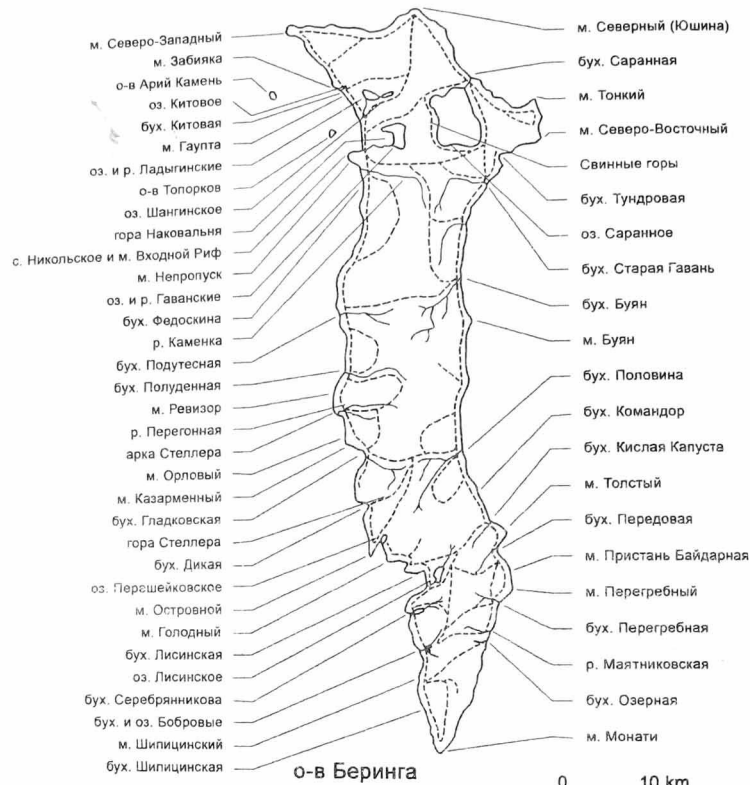 м. Северо-Западный
м. Забияка
о-в Арий Камень
оз. Китовое
бух. Китовая
м. Гаупта
оз. и р. Ладыгинские
о-в Топорков
оз. Шангинское
гора Наковальня
с. Никольское и м. Входной Риф
м. Непропуск
оз. и р. Гаванские
бух. Федоскина
р. Каменка
бух. Подутесная
бух. Полуденная
м. Ревизор
р. Перегонная
арка Стеллера
м. Орловый
м. Казарменный
бух. Гладковская
гора Стеллера
бух. Дикая
оз. Перешейковское
м. Островной
м. Голодный
бух. Лисинская
оз. Лисинское
бух. Серебрянникова
бух. и оз. Бобровые
м. Шипицинский
бух. Шипицинская
м. Северный (Юшина)
бух. Саранная
м. Тонкий
м. Северо-Восточный
Свинные горы
бух. Тундровая
оз. Саранное
бух. Старая Гавань
бух. Буян
м. Буян
бух. Половина
бух. Командор
бух. Кислая Капуста
м. Толстый
бух. Передовая
м. Пристань Байдарная
м. Перегребный
бух. Перегребная
р. Маятниковская
бух. Озерная
м. Монати
о-в Беринга
0 10 km